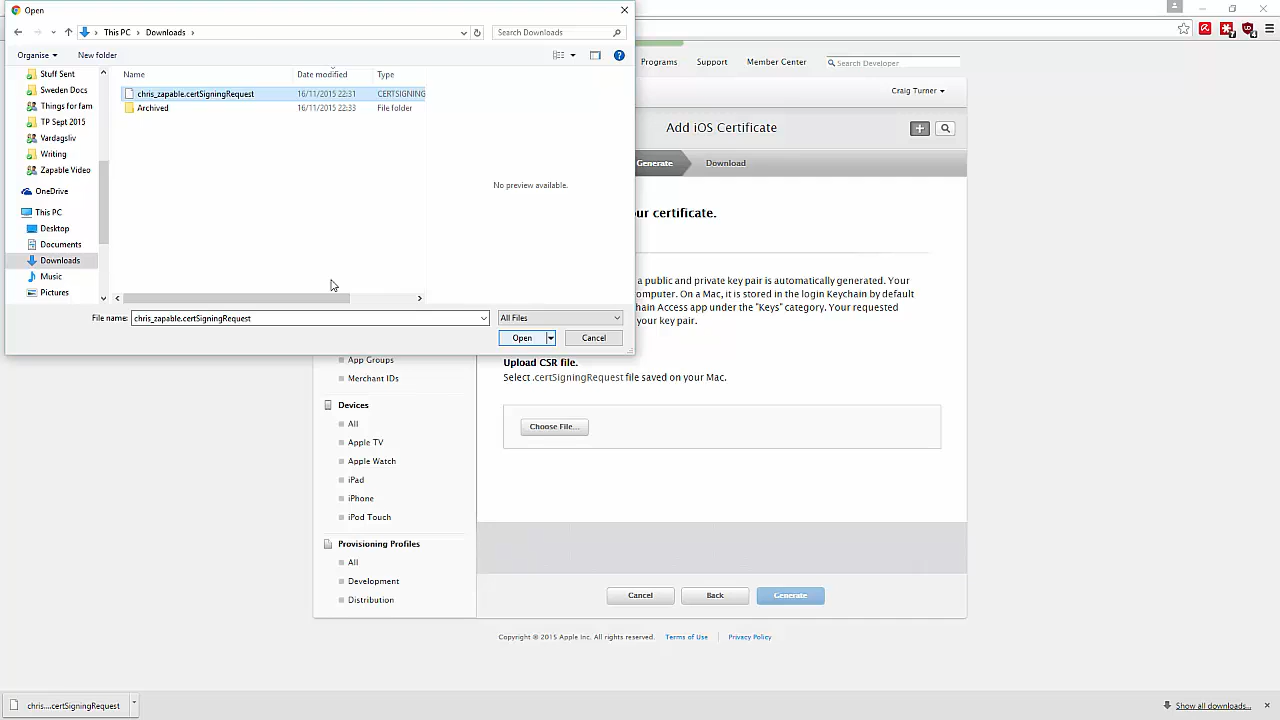 Open
This PC > Downloads >
Search Downloads
Organise
New folder
Name
Date modified
Type
chris_zapable.certSigningRequest
16/11/2015 22:31
CERTSIGNING
Archived
16/11/2015 22:33
File folder
Stuff Sent
Sweden Docs
Things for fam
TP Sept 2015
Vardagsliv
Writing
Zapable Video
OneDrive
This PC
Desktop
Documents
Downloads
Music
Pictures
No preview available.
File name:
chris_zapable.certSigningRequest
All Files
Open
Cancel
Programs
Support
Member Center
Search Developer
Craig Turner
Add iOS Certificate
Generate
Download
ur certificate.
a public and private key pair is automatically generated. Your
omputer. On a Mac, it is stored in the login Keychain by default
hain Access app under the "Keys" category. Your requested
your key pair.
Upload CSR file.
Select .certSigningRequest file saved on your Mac.
Choose File...
App Groups
Merchant IDs
Devices
All
Apple TV
Apple Watch
iPad
iPhone
iPod Touch
Provisioning Profiles
All
Development
Distribution
Cancel
Back
Generate
Copyright © 2015 Apple Inc. All rights reserved.
Terms of Use
Privacy Policy
chris....certSigningRequest
Show all downloads...